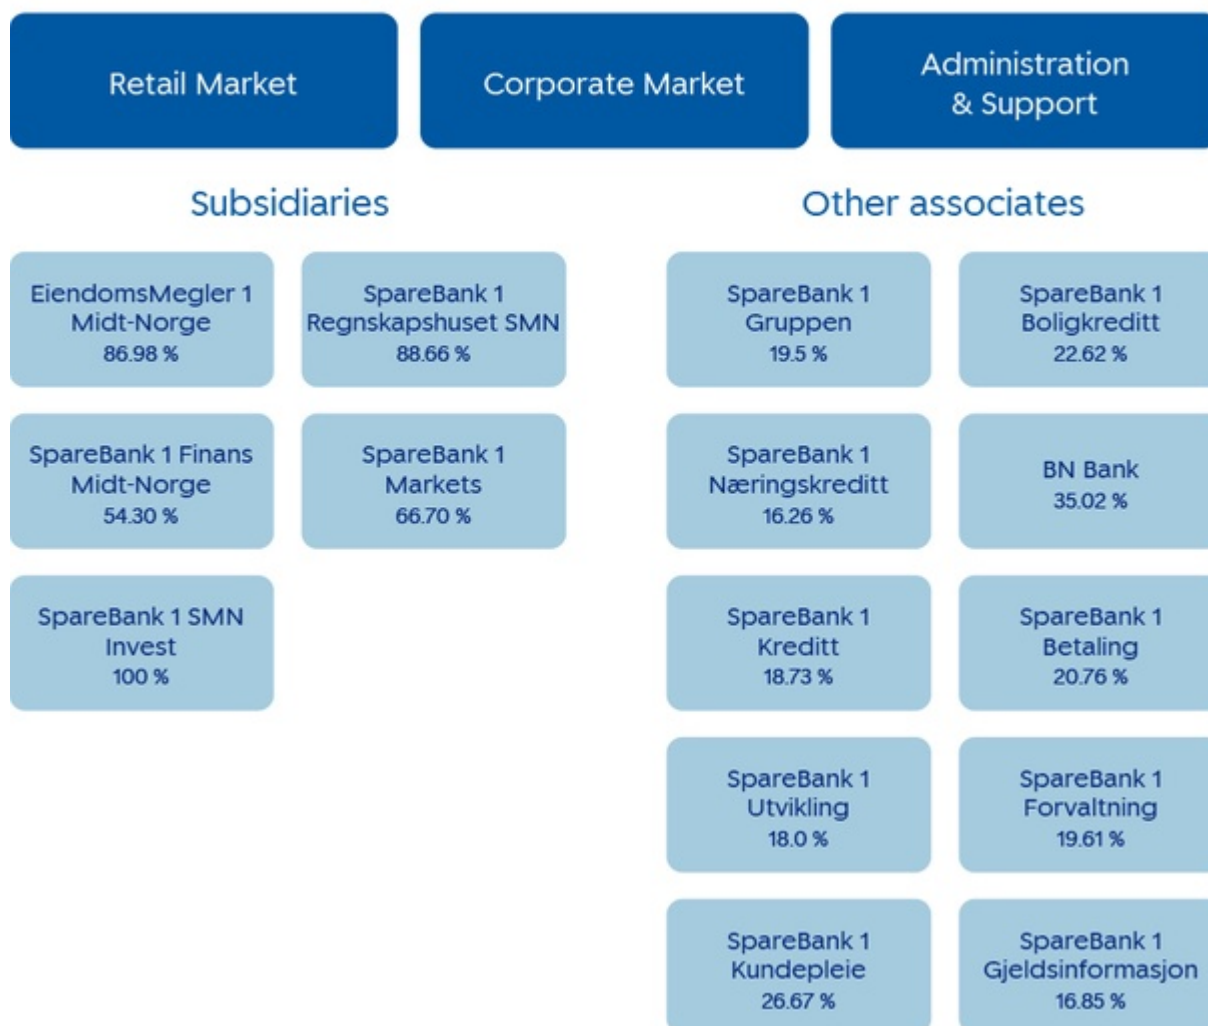 Retail Market
Corporate Market
Administration
& Support
Subsidiaries
EiendomsMegler 1
Midt-Norge
86.98 %
SpareBank 1
Regnskapshuset SMN
88.66 %
SpareBank 1 Finans
Midt-Norge
54.30 %
SpareBank 1
Markets
66.70 %
SpareBank 1 SMN
Invest
100 %
Other associates
SpareBank 1
Gruppen
19.5 %
SpareBank 1
Boligkreditt
22.62 %
SpareBank 1
Næringskreditt
16.26 %
BN Bank
35.02 %
SpareBank 1
Kreditt
18.73 %
SpareBank 1
Betaling
20.76 %
SpareBank 1
Utvikling
18.0 %
SpareBank 1
Forvaltning
19.61 %
SpareBank 1
Kundepleie
26.67 %
SpareBank 1
Gjeldsinformasjon
16.85 %